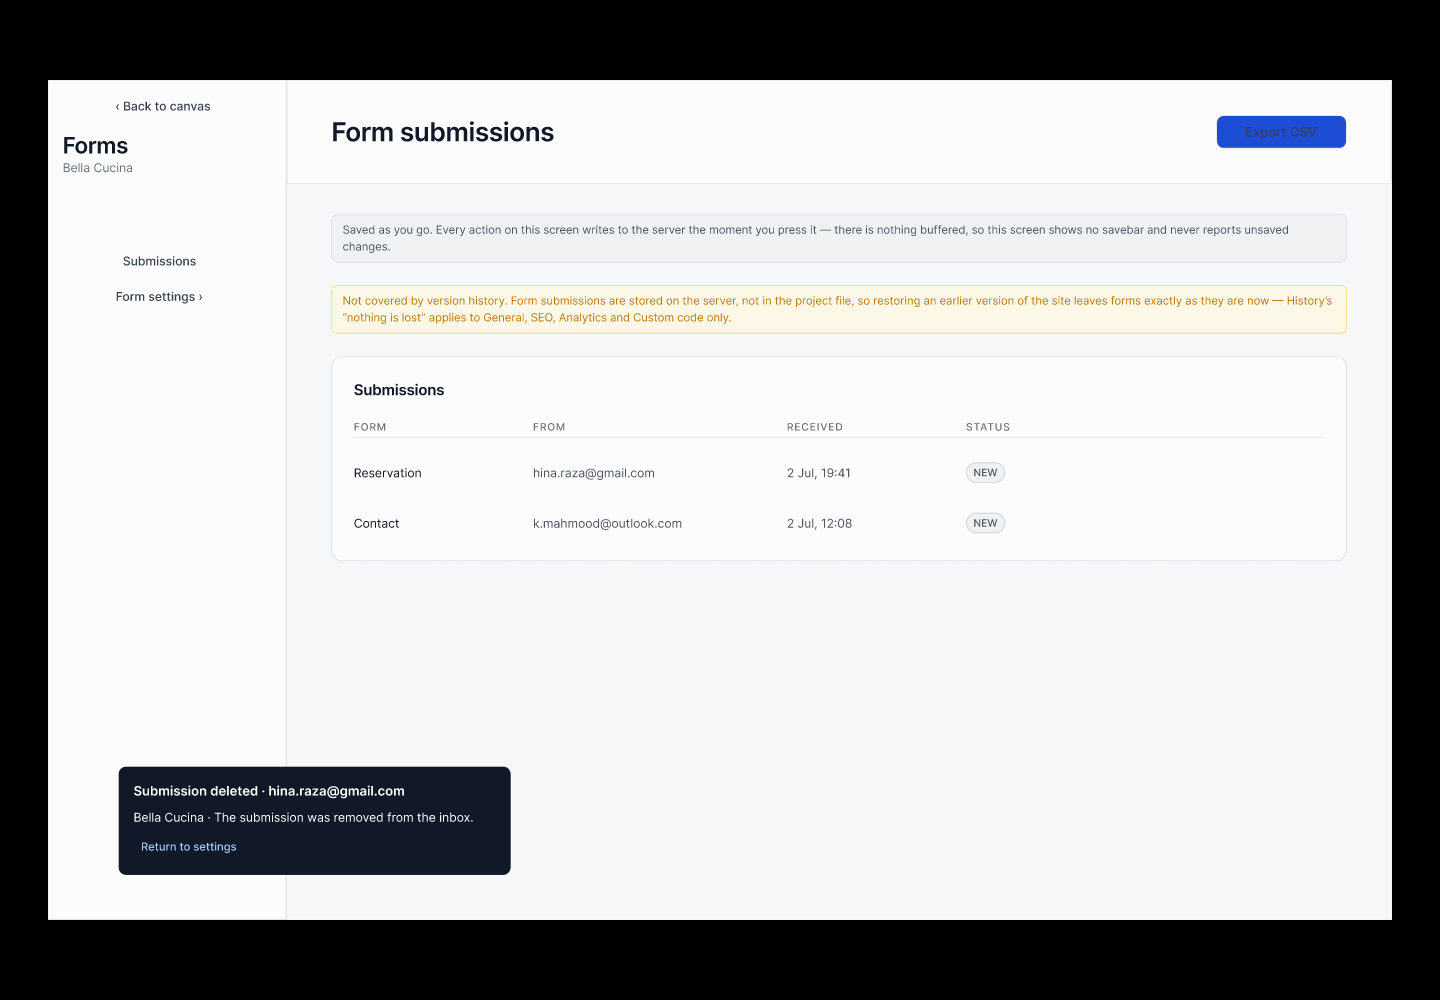 ‹ Back to canvas
Forms
Bella Cucina
Submissions
Form settings ›
Form submissions
Export CSV
Saved as you go. Every action on this screen writes to the server the moment you press it — there is nothing buffered, so this screen shows no savebar and never reports unsaved
changes.
Not covered by version history. Form submissions are stored on the server, not in the project file, so restoring an earlier version of the site leaves forms exactly as they are now — History’s
“nothing is lost” applies to General, SEO, Analytics and Custom code only.
Submissions
FORM FROM RECEIVED STATUS
Reservation hina.raza@gmail.com 2 Jul, 19:41 NEW
Contact k.mahmood@outlook.com 2 Jul, 12:08 NEW
Submission deleted · hina.raza@gmail.com
Bella Cucina · The submission was removed from the inbox.
Return to settings